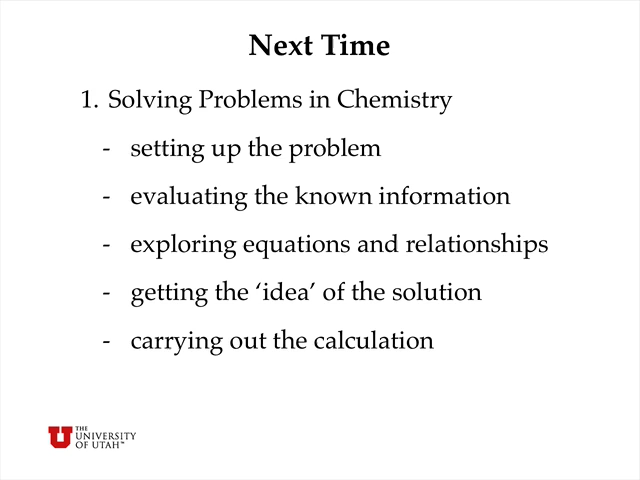 Next Time
1. Solving Problems in Chemistry
- setting up the problem
- evaluating the known information
- exploring equations and relationships
- getting the ‘idea’ of the solution
- carrying out the calculation
THE
UNIVERSITY
OF UTAH™